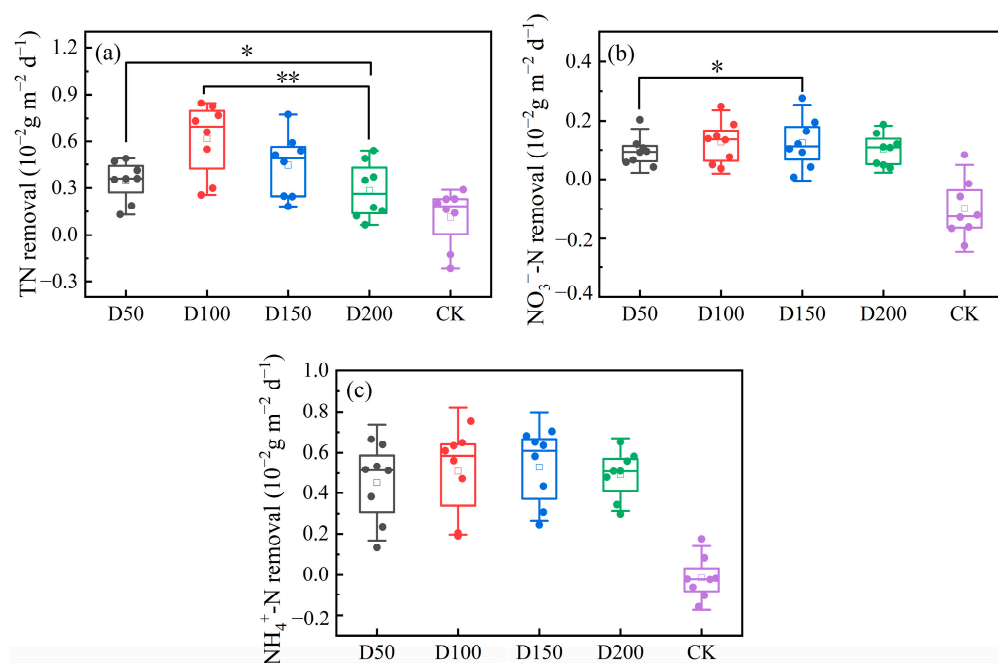 (a)
*
**
TN removal (10⁻²g m⁻² d⁻¹)
1.2
0.9
0.6
0.3
0.0
−0.3
D50 D100 D150 D200 CK
(b)
*
NO₃⁻-N removal (10⁻²g m⁻² d⁻¹)
0.4
0.2
0.0
−0.2
−0.4
D50 D100 D150 D200 CK
(c)
NH₄⁺-N removal (10⁻²g m⁻² d⁻¹)
1.0
0.8
0.6
0.4
0.2
0.0
−0.2
D50 D100 D150 D200 CK